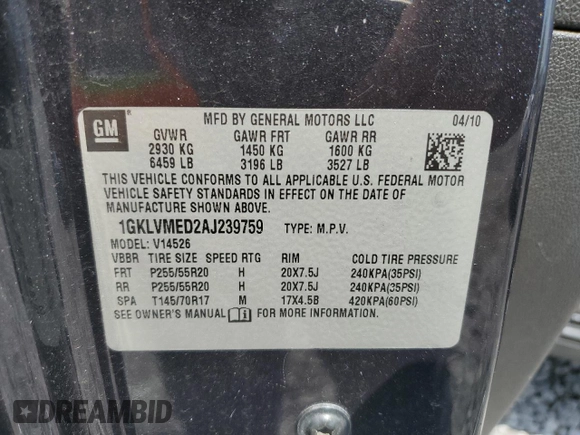 GM
MFD BY GENERAL MOTORS LLC 04/10
GVWR GAWR FRT GAWR RR
2930 KG 1450 KG 1600 KG
6459 LB 3196 LB 3527 LB
THIS VEHICLE CONFORMS TO ALL APPLICABLE U.S. FEDERAL MOTOR
VEHICLE SAFETY STANDARDS IN EFFECT ON THE DATE OF
MANUFACTURE SHOWN ABOVE.
1GKLVMED2AJ239759 TYPE: M.P.V.
MODEL: V14526
VBBR TIRE SIZE SPEED RTG RIM COLD TIRE PRESSURE
FRT P255/55R20 H 20X7.5J 240KPA(35PSI)
RR P255/55R20 H 20X7.5J 240KPA(35PSI)
SPA T145/70R17 M 17X4.5B 420KPA(60PSI)
SEE OWNER'S MANUAL FOR MORE INFORMATION.
DREAMBID